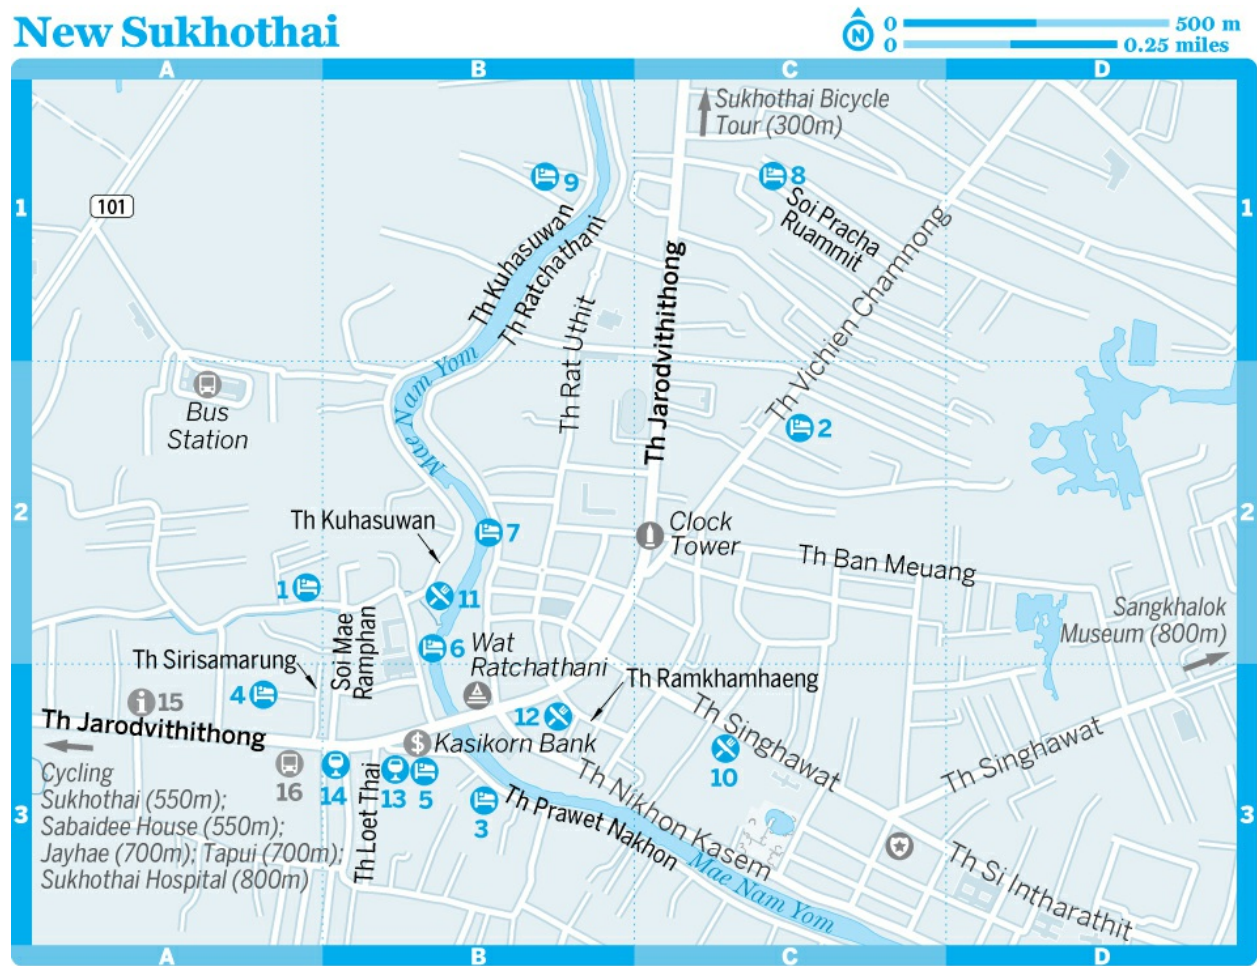 New Sukhothai
N
0
500 m
0
0.25 miles
A
B
C
D
1
1
2
2
3
3
A
B
C
D
Sukhothai Bicycle
Tour (300m)
101
9
8
Soi Pracha
Ruammit
Th Kuhasuwan
Th Ratchathani
Th Rat Uthit
Th Jarodvithithong
Th Vichien Chamnong
Mae Nam Yom
Bus
Station
2
Th Kuhasuwan
7
Clock
Tower
Th Ban Meuang
1
11
Soi Mae
Ramphan
6
Wat
Ratchathani
Sangkhalok
Museum (800m)
Th Sirisamarung
4
15
Th Ramkhamhaeng
12
Th Jarodvithithong
Kasikorn Bank
$
Th Singhawat
10
Th Singhawat
Cycling
Sukhothai (550m);
Sabaidee House (550m);
Jayhae (700m); Tapui (700m);
Sukhothai Hospital (800m)
16
14
Th Loet Thai
13
5
3
Th Prawet Nakhon
Th Nikhon Kasem
Mae Nam Yom
Th Si Intharathit